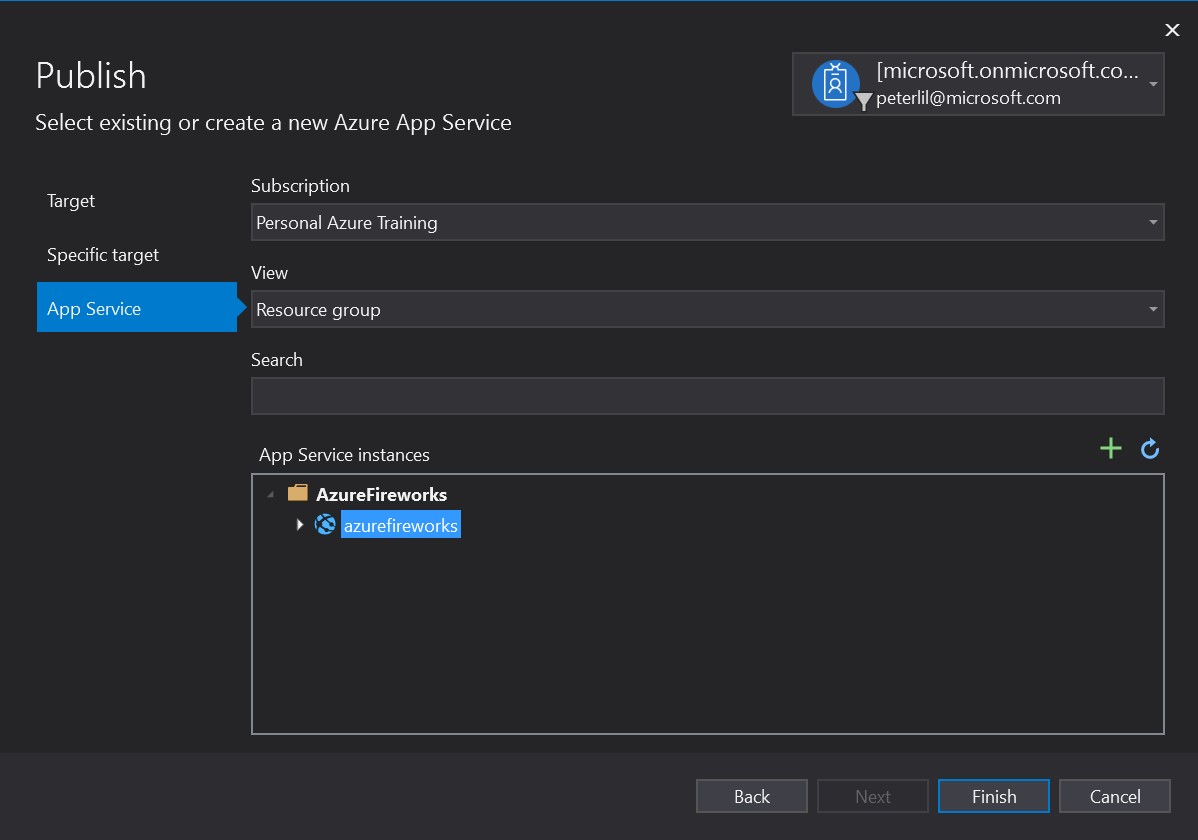 Publish
Select existing or create a new Azure App Service
[microsoft.onmicrosoft.co...
peterlil@microsoft.com
Target
Specific target
App Service
Subscription
Personal Azure Training
View
Resource group
Search
App Service instances
AzureFireworks
azurefireworks
Back
Next
Finish
Cancel